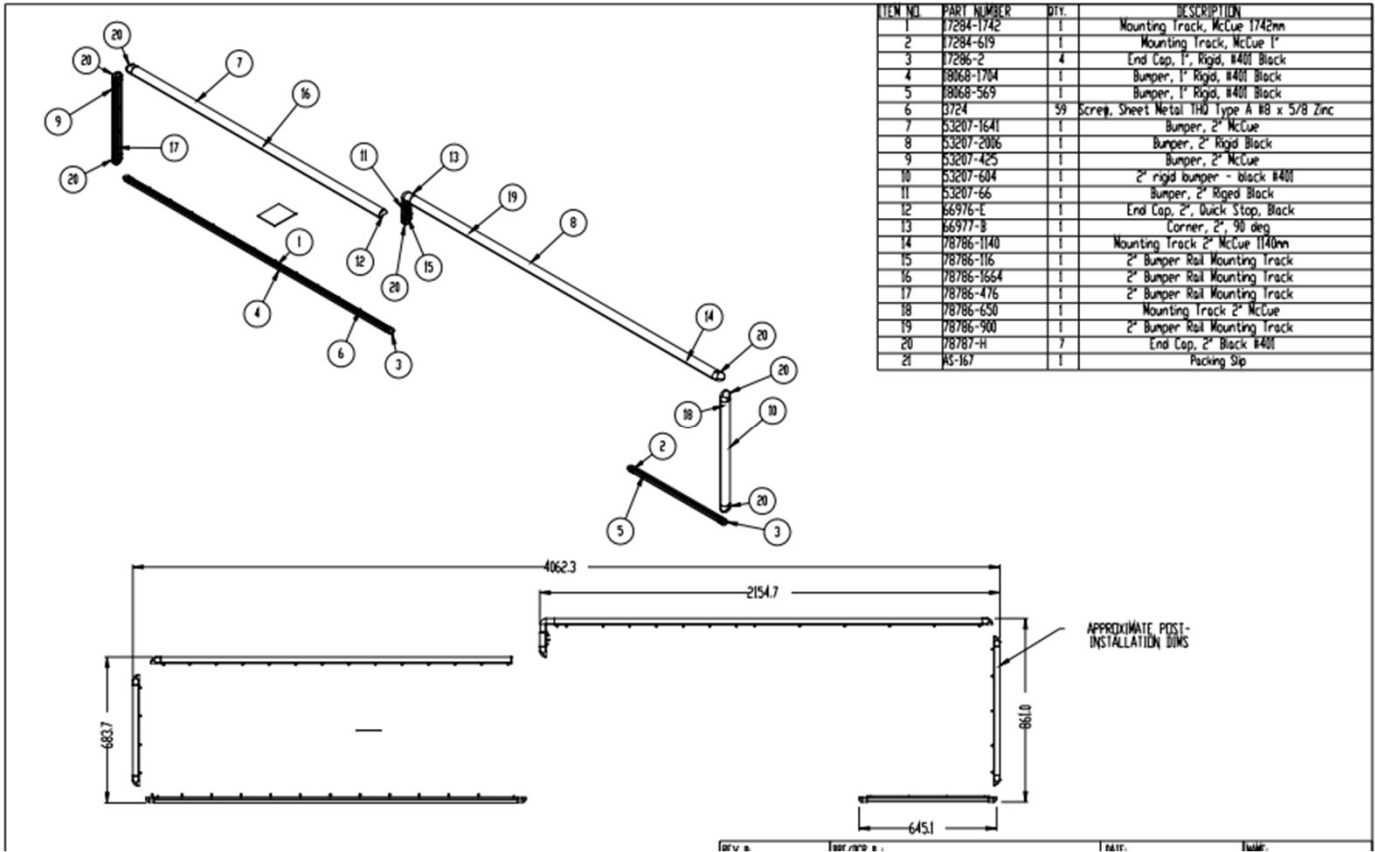 ITEM NO. PART NUMBER QTY. DESCRIPTION
1 17284-1742 1 Mounting Track, McCue 1742mm
2 17284-619 1 Mounting Track, McCue 1"
3 17286-2 4 End Cap, 1", Rigid, #401 Black
4 18068-1704 1 Bumper, 1" Rigid, #401 Black
5 18068-569 1 Bumper, 1" Rigid, #401 Black
6 3724 59 Screw, Sheet Metal THD Type A #8 x 5/8 Zinc
7 53207-1641 1 Bumper, 2" McCue
8 53207-2006 1 Bumper, 2" Rigid Black
9 53207-425 1 Bumper, 2" McCue
10 53207-604 1 2" rigid bumper - black #401
11 53207-66 1 Bumper, 2" Riged Black
12 66976-E 1 End Cap, 2", Quick Stop, Black
13 66977-B 1 Corner, 2", 90 deg
14 78786-1140 1 Mounting Track 2" McCue 1140mm
15 78786-116 1 2" Bumper Rail Mounting Track
16 78786-1664 1 2" Bumper Rail Mounting Track
17 78786-476 1 2" Bumper Rail Mounting Track
18 78786-650 1 Mounting Track 2" McCue
19 78786-900 1 2" Bumper Rail Mounting Track
20 78787-H 7 End Cap, 2" Black #401
21 AS-167 1 Packing Slip
20
20
7
16
9
17
20
11
13
19
8
1
12
20
15
4
6
3
14
20
20
18
10
2
20
5
3
4062.3
2154.7
APPROXIMATE POST-
INSTALLATION DIMS
683.7
861.0
645.1
DATE: NAME: